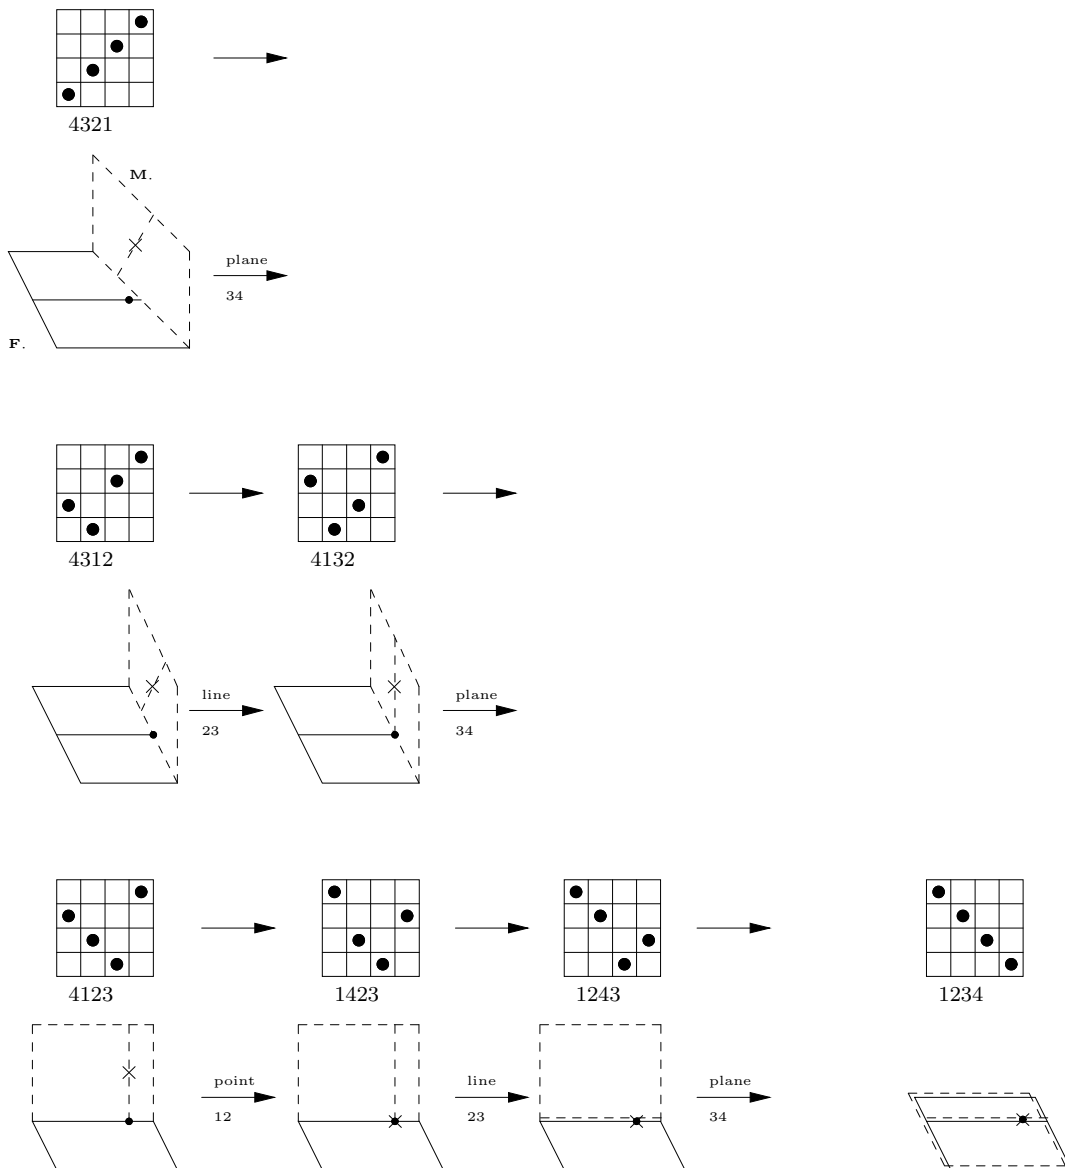 4321
M.
plane
34
F.
4312 4132
line plane
23 34
4123 1423 1243 1234
point line plane
12 23 34